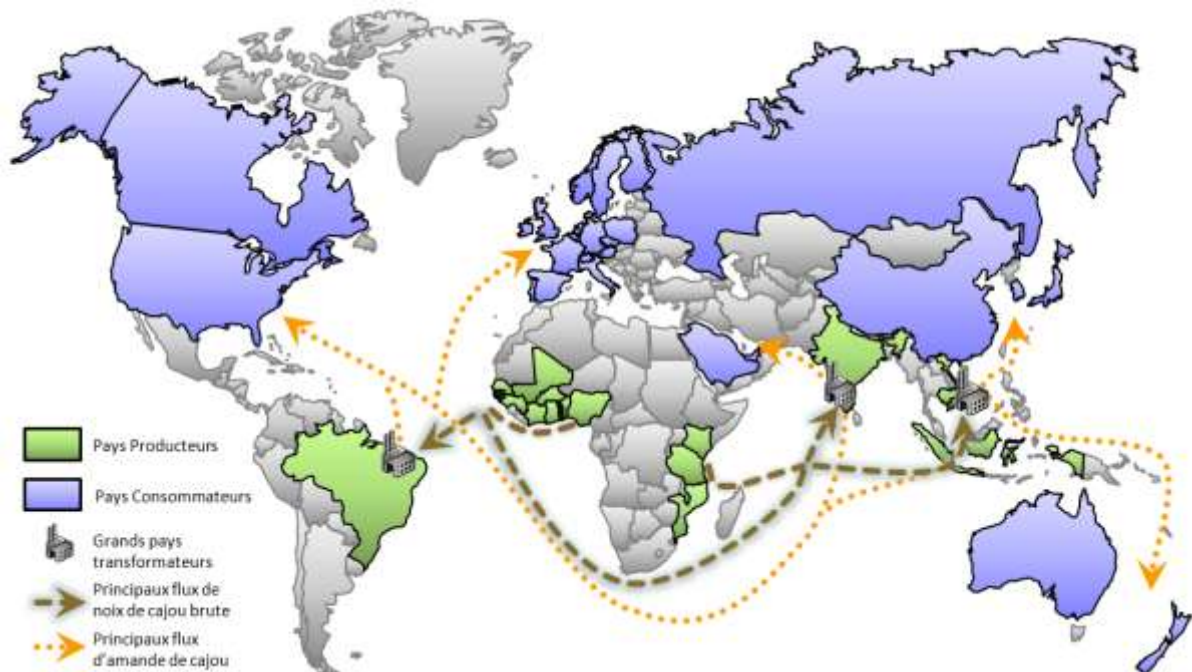 Pays Producteurs
Pays Consommateurs
Grands pays
transformateurs
Principaux flux de
noix de cajou brute
Principaux flux
d'amande de cajou